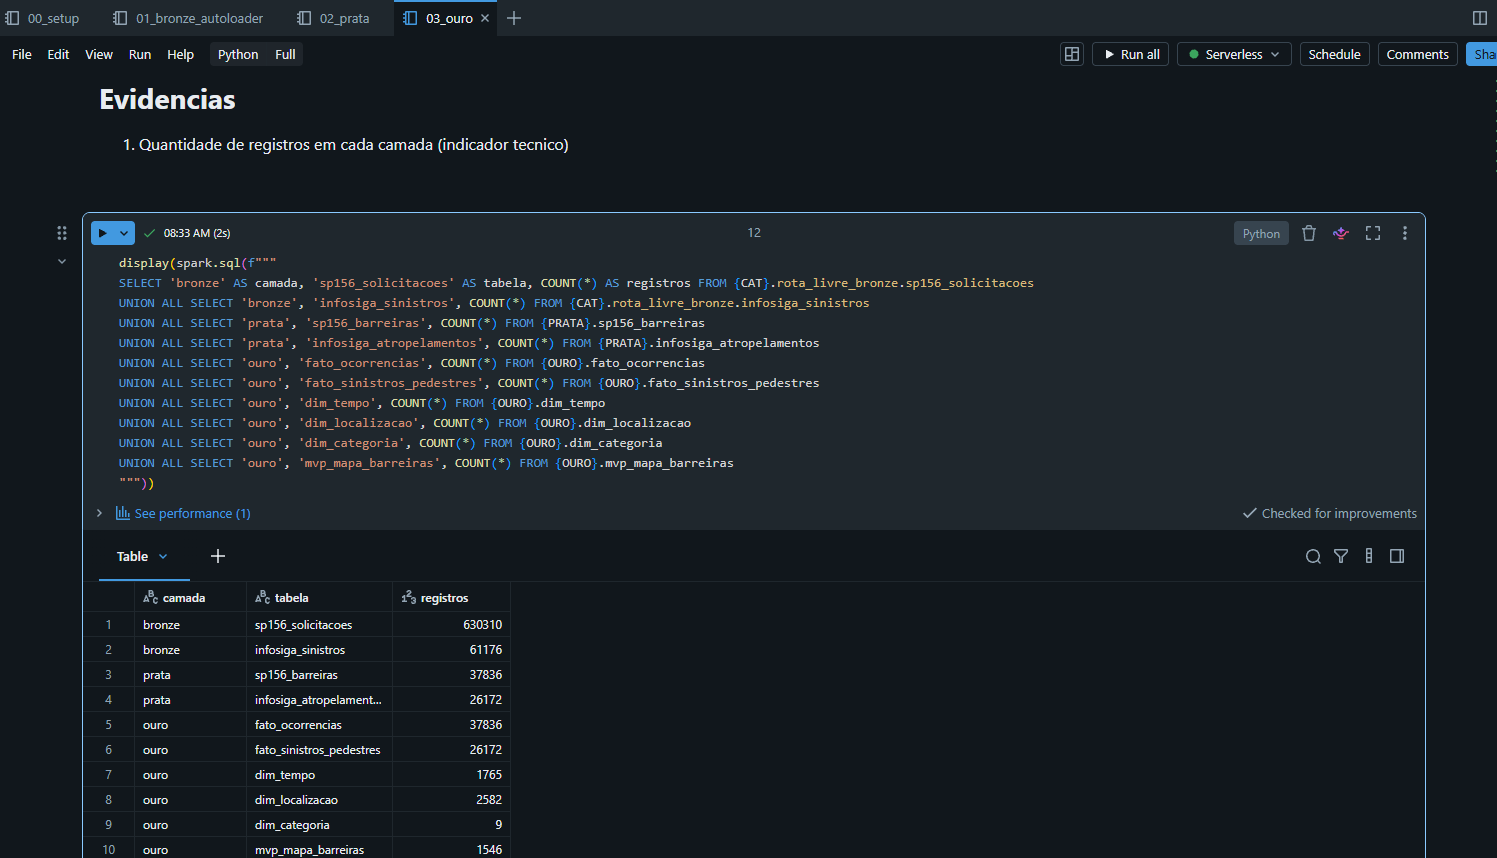 00_setup 01_bronze_autoloader 02_prata 03_ouro
File Edit View Run Help Python Full Run all Serverless Schedule Comments Sha
Evidencias
1. Quantidade de registros em cada camada (indicador tecnico)
08:33 AM (2s) 12 Python
display(spark.sql(f"""
SELECT 'bronze' AS camada, 'sp156_solicitacoes' AS tabela, COUNT(*) AS registros FROM {CAT}.rota_livre_bronze.sp156_solicitacoes
UNION ALL SELECT 'bronze', 'infosiga_sinistros', COUNT(*) FROM {CAT}.rota_livre_bronze.infosiga_sinistros
UNION ALL SELECT 'prata', 'sp156_barreiras', COUNT(*) FROM {PRATA}.sp156_barreiras
UNION ALL SELECT 'prata', 'infosiga_atropelamentos', COUNT(*) FROM {PRATA}.infosiga_atropelamentos
UNION ALL SELECT 'ouro', 'fato_ocorrencias', COUNT(*) FROM {OURO}.fato_ocorrencias
UNION ALL SELECT 'ouro', 'fato_sinistros_pedestres', COUNT(*) FROM {OURO}.fato_sinistros_pedestres
UNION ALL SELECT 'ouro', 'dim_tempo', COUNT(*) FROM {OURO}.dim_tempo
UNION ALL SELECT 'ouro', 'dim_localizacao', COUNT(*) FROM {OURO}.dim_localizacao
UNION ALL SELECT 'ouro', 'dim_categoria', COUNT(*) FROM {OURO}.dim_categoria
UNION ALL SELECT 'ouro', 'mvp_mapa_barreiras', COUNT(*) FROM {OURO}.mvp_mapa_barreiras
"""))
See performance (1) Checked for improvements
Table
camada tabela registros
1 bronze sp156_solicitacoes 630310
2 bronze infosiga_sinistros 61176
3 prata sp156_barreiras 37836
4 prata infosiga_atropelament... 26172
5 ouro fato_ocorrencias 37836
6 ouro fato_sinistros_pedestres 26172
7 ouro dim_tempo 1765
8 ouro dim_localizacao 2582
9 ouro dim_categoria 9
10 ouro mvp_mapa_barreiras 1546